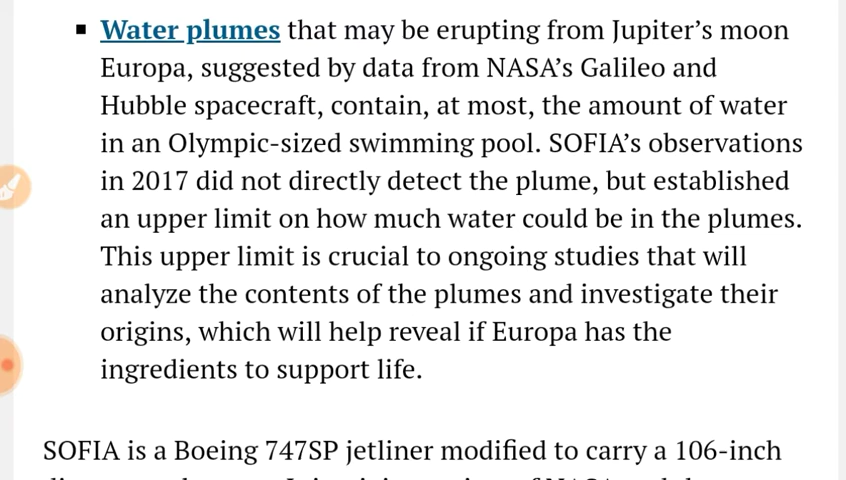 Water plumes that may be erupting from Jupiter’s moon
Europa, suggested by data from NASA’s Galileo and
Hubble spacecraft, contain, at most, the amount of water
in an Olympic-sized swimming pool. SOFIA’s observations
in 2017 did not directly detect the plume, but established
an upper limit on how much water could be in the plumes.
This upper limit is crucial to ongoing studies that will
analyze the contents of the plumes and investigate their
origins, which will help reveal if Europa has the
ingredients to support life.
SOFIA is a Boeing 747SP jetliner modified to carry a 106-inch